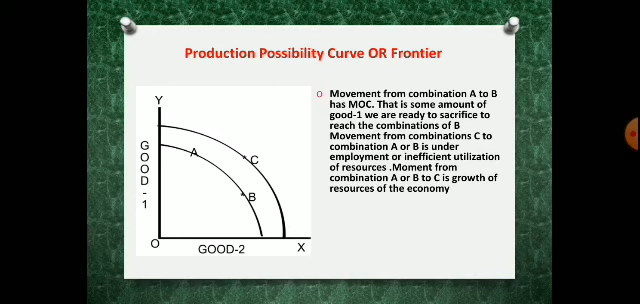 Production Possibility Curve OR Frontier
Movement from combination A to B
has MOC. That is some amount of
good-1 we are ready to sacrifice to
reach the combinations of B
Movement from combinations C to
combination A or B is under
employment or inefficient utilization
of resources .Moment from
combination A or B to C is growth of
resources of the economy
Y
GOOD-1
A
C
B
O
GOOD-2
X